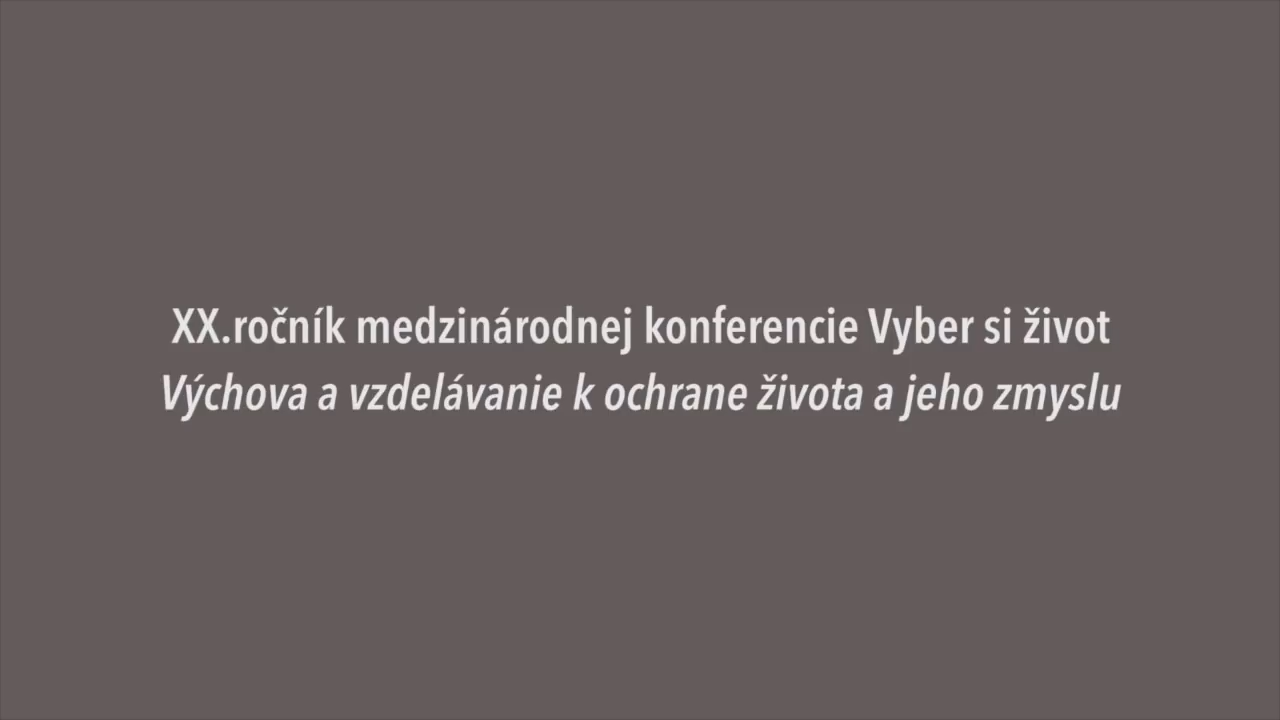 XX.ročník medzinárodnej konferencie Vyber si život
Výchova a vzdelávanie k ochrane života a jeho zmyslu